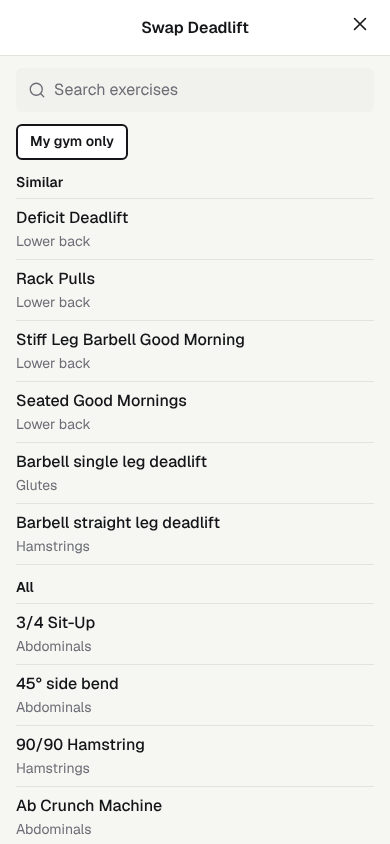 Swap Deadlift
Search exercises
My gym only
Similar
Deficit Deadlift
Lower back
Rack Pulls
Lower back
Stiff Leg Barbell Good Morning
Lower back
Seated Good Mornings
Lower back
Barbell single leg deadlift
Glutes
Barbell straight leg deadlift
Hamstrings
All
3/4 Sit-Up
Abdominals
45° side bend
Abdominals
90/90 Hamstring
Hamstrings
Ab Crunch Machine
Abdominals